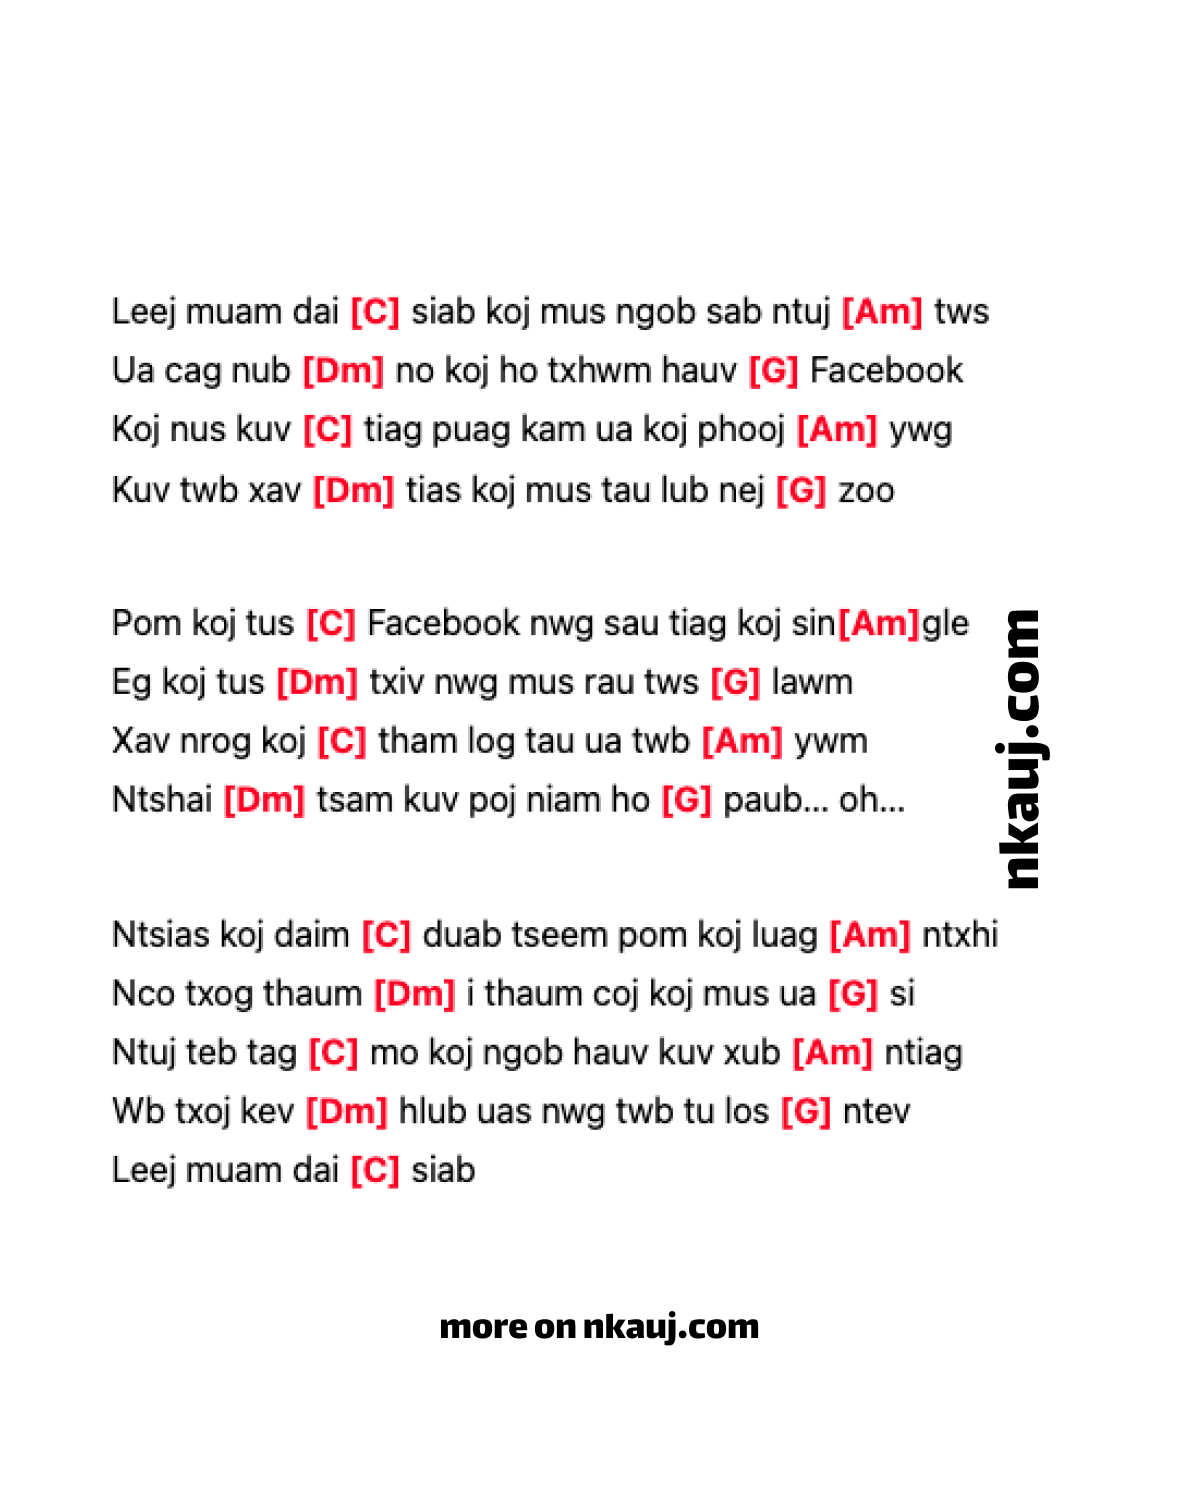 Leej muam dai [C] siab koj mus ngob sab ntuj [Am] tws
Ua cag nub [Dm] no koj ho txhwm hauv [G] Facebook
Koj nus kuv [C] tiag puag kam ua koj phooj [Am] ywg
Kuv twb xav [Dm] tias koj mus tau lub nej [G] zoo
Pom koj tus [C] Facebook nwg sau tiag koj sin[Am]gle
Eg koj tus [Dm] txiv nwg mus rau tws [G] lawm
Xav nrog koj [C] tham log tau ua twb [Am] ywm
Ntshai [Dm] tsam kuv poj niam ho [G] paub... oh...
nkauj.com
Ntsias koj daim [C] duab tseem pom koj luag [Am] ntxhi
Nco txog thaum [Dm] i thaum coj koj mus ua [G] si
Ntuj teb tag [C] mo koj ngob hauv kuv xub [Am] ntiag
Wb txoj kev [Dm] hlub uas nwg twb tu los [G] ntev
Leej muam dai [C] siab
more on nkauj.com